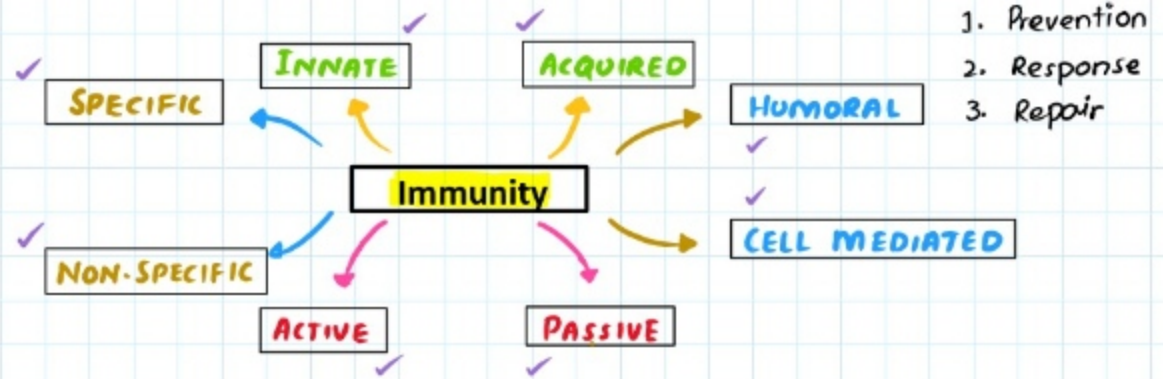 INNATE
ACQUIRED
1. Prevention
2. Response
3. Repair
SPECIFIC
HUMORAL
Immunity
NON-SPECIFIC
CELL MEDIATED
ACTIVE
PASSIVE